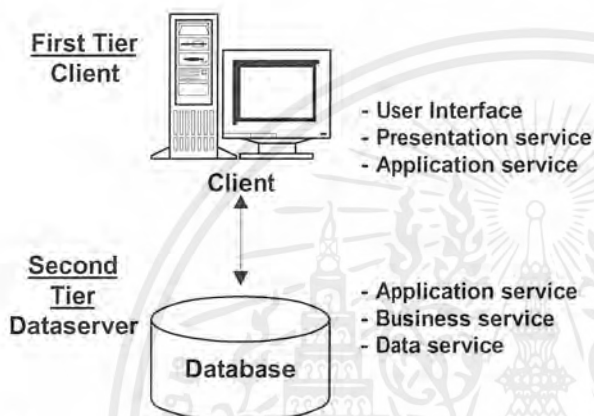 First Tier
Client
- User Interface
- Presentation service
- Application service
Client
Second
Tier
Dataserver
- Application service
- Business service
- Data service
Database